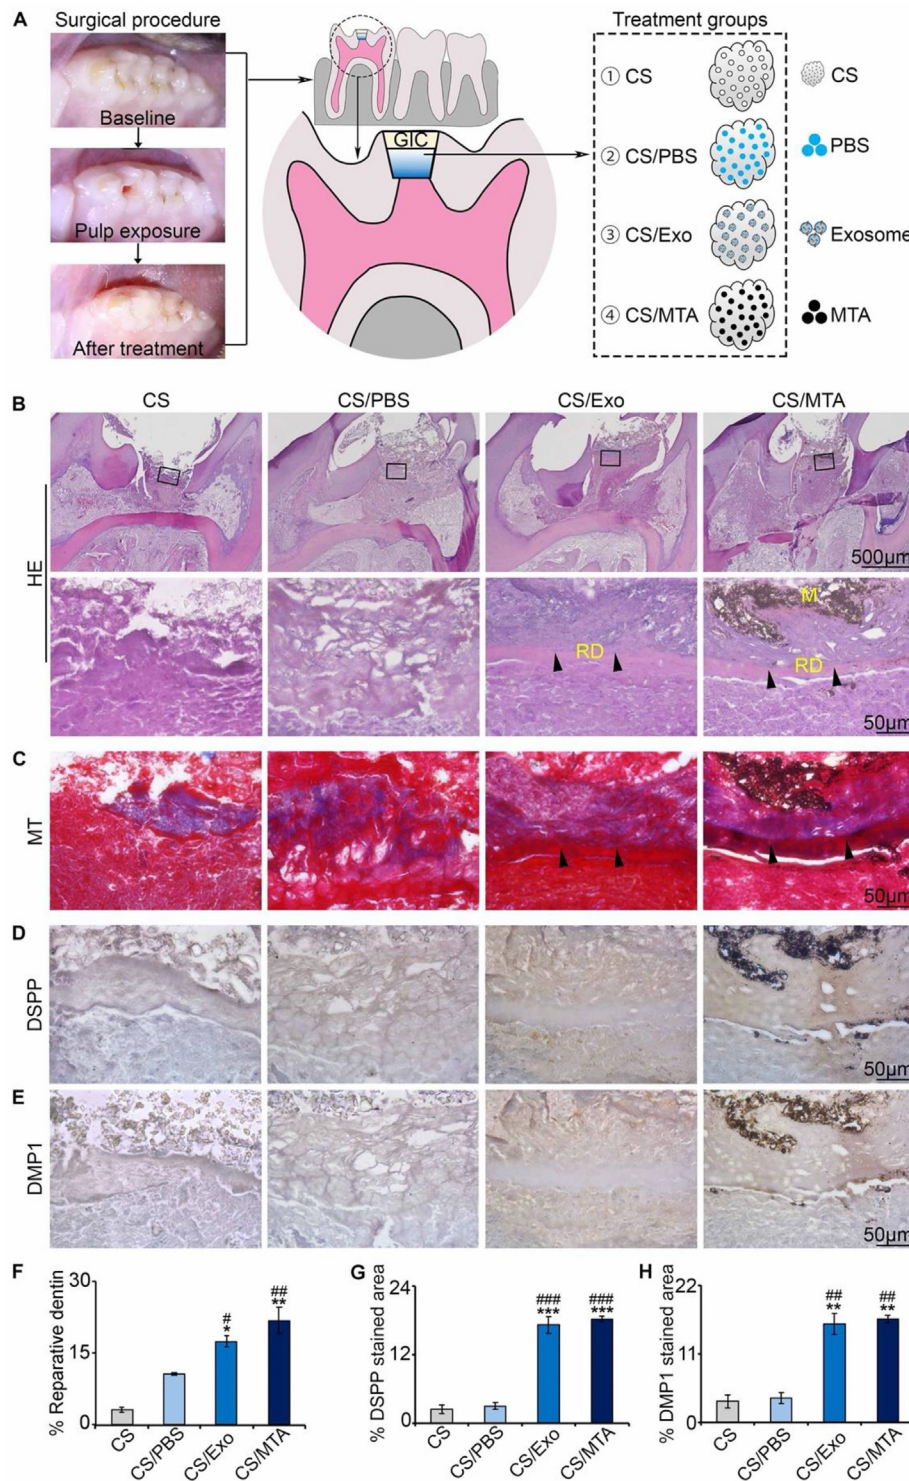 A
Surgical procedure
Baseline
Pulp exposure
After treatment
GIC
Treatment groups
① CS
② CS/PBS
③ CS/Exo
④ CS/MTA
CS
PBS
Exosome
MTA
B
CS
CS/PBS
CS/Exo
CS/MTA
HE
500μm
RD
M
RD
50μm
C
MT
50μm
D
DSPP
50μm
E
DMP1
50μm
F
% Reparative dentin
30
15
0
#
*
##
**
CS
CS/PBS
CS/Exo
CS/MTA
G
% DSPP stained area
24
12
0
###
***
###
***
CS
CS/PBS
CS/Exo
CS/MTA
H
% DMP1 stained area
22
11
0
##
**
##
**
CS
CS/PBS
CS/Exo
CS/MTA